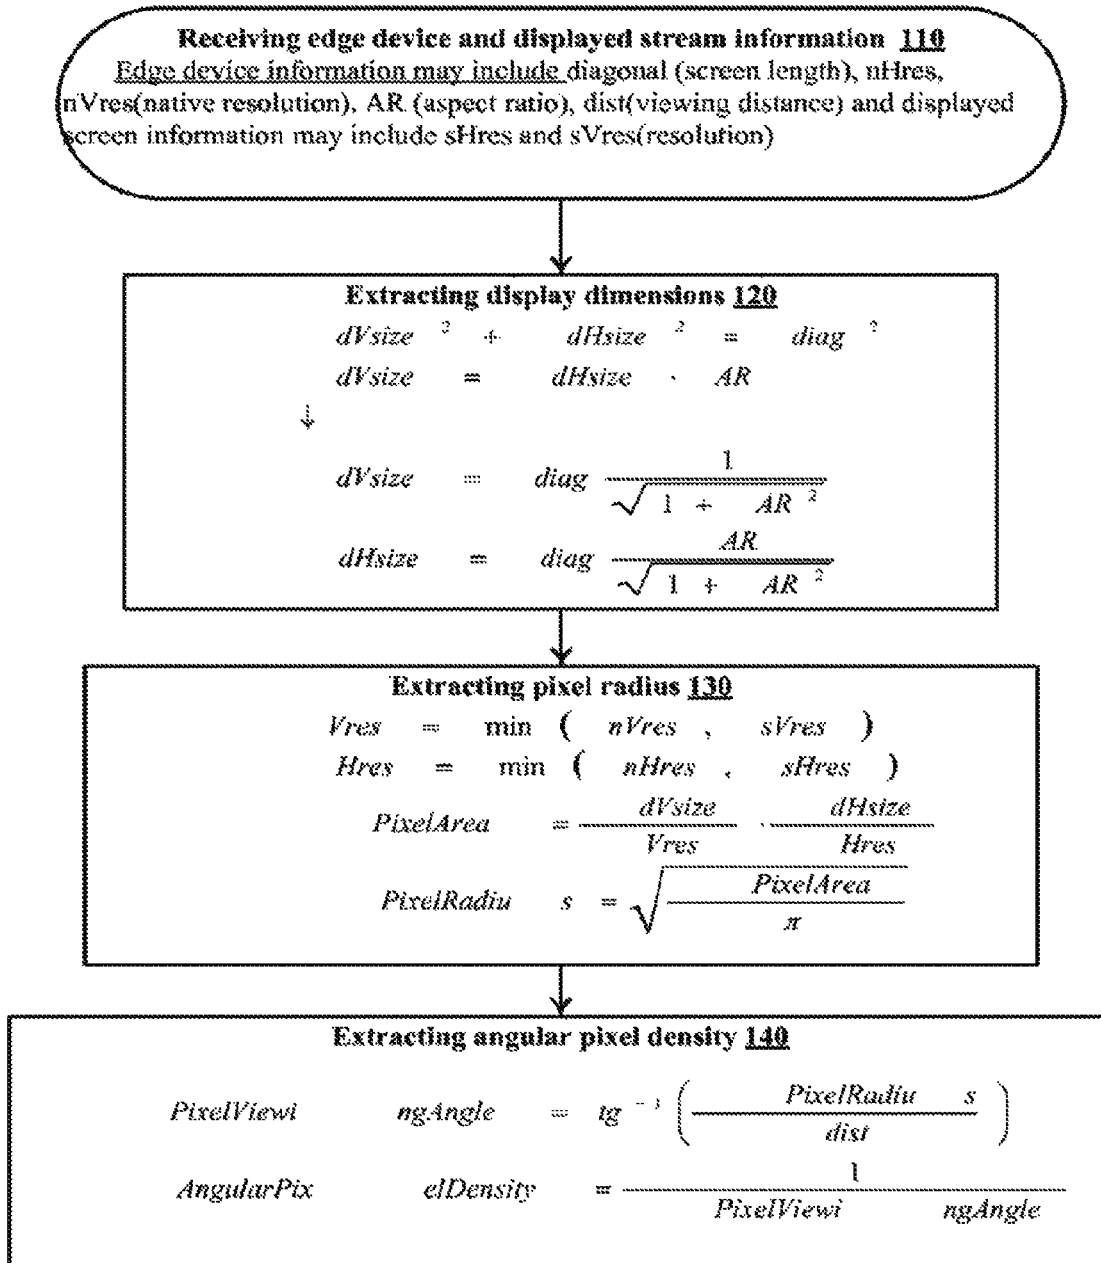 Receiving edge device and displayed stream information 110
Edge device information may include diagonal (screen length), nHres,
nVres(native resolution), AR (aspect ratio), dist(viewing distance) and displayed
screen information may include sHres and sVres(resolution)
Extracting display dimensions 120
dVsize ² + dHsize ² = diag ²
dVsize = dHsize · AR
↓
dVsize = diag 1 / √ 1 + AR ²
dHsize = diag AR / √ 1 + AR ²
Extracting pixel radius 130
Vres = min ( nVres , sVres )
Hres = min ( nHres , sHres )
PixelArea = dVsize / Vres · dHsize / Hres
PixelRadiu s = √ PixelArea / π
Extracting angular pixel density 140
PixelViewi ngAngle = tg ⁻¹ ( PixelRadiu s / dist )
AngularPix elDensity = 1 / PixelViewi ngAngle